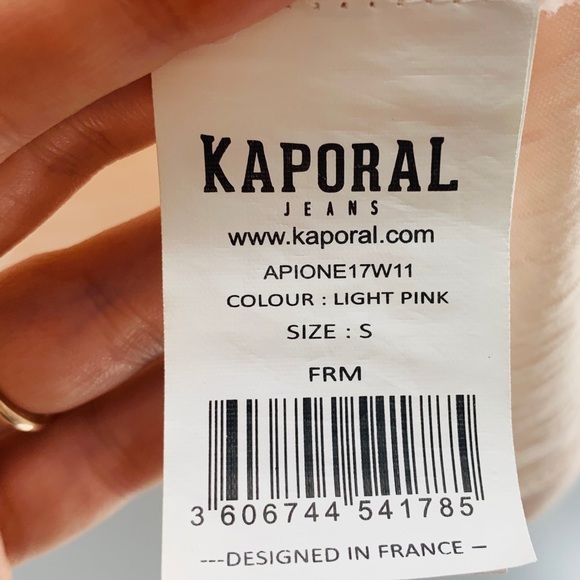 KAPORAL
JEANS
www.kaporal.com
APIONE17W11
COLOUR : LIGHT PINK
SIZE : S
FRM
3 606744 541785
---DESIGNED IN FRANCE –